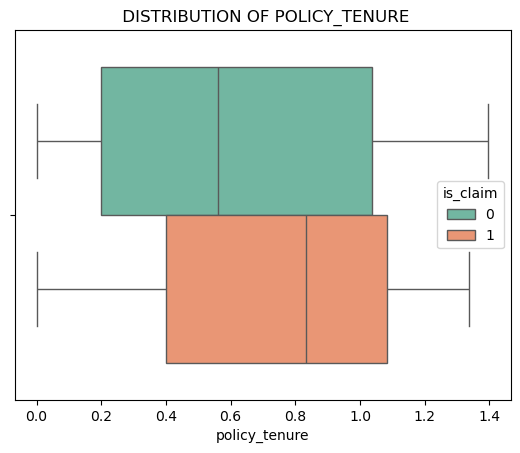 DISTRIBUTION OF POLICY_TENURE
is_claim
0
1
0.0 0.2 0.4 0.6 0.8 1.0 1.2 1.4
policy_tenure